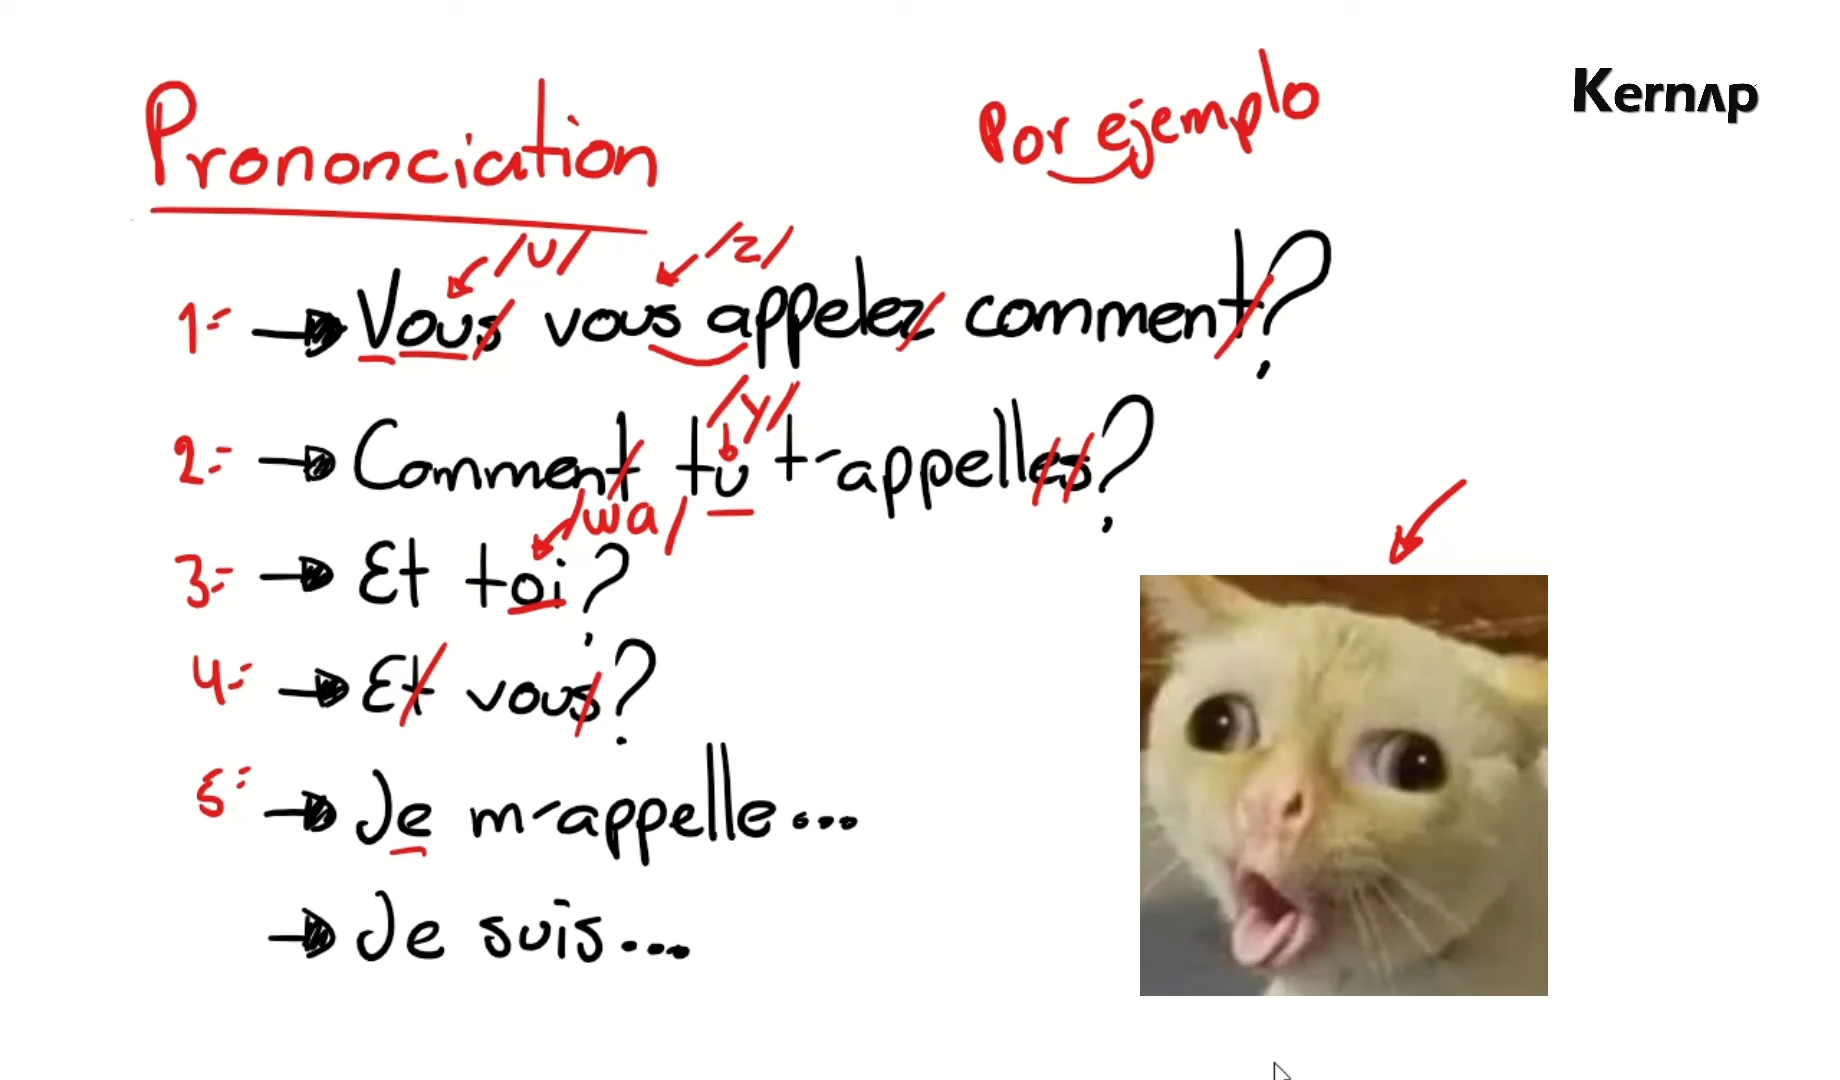 Prononciation
Por ejemplo
Kernʌp
/u/ /z/
1:- Vous vous appelez comment?
/y/
2:- Comment tu t-appelles?
/wa/
3:- Et toi?
4:- Et vous?
5: Je m-appelle...
Je suis...